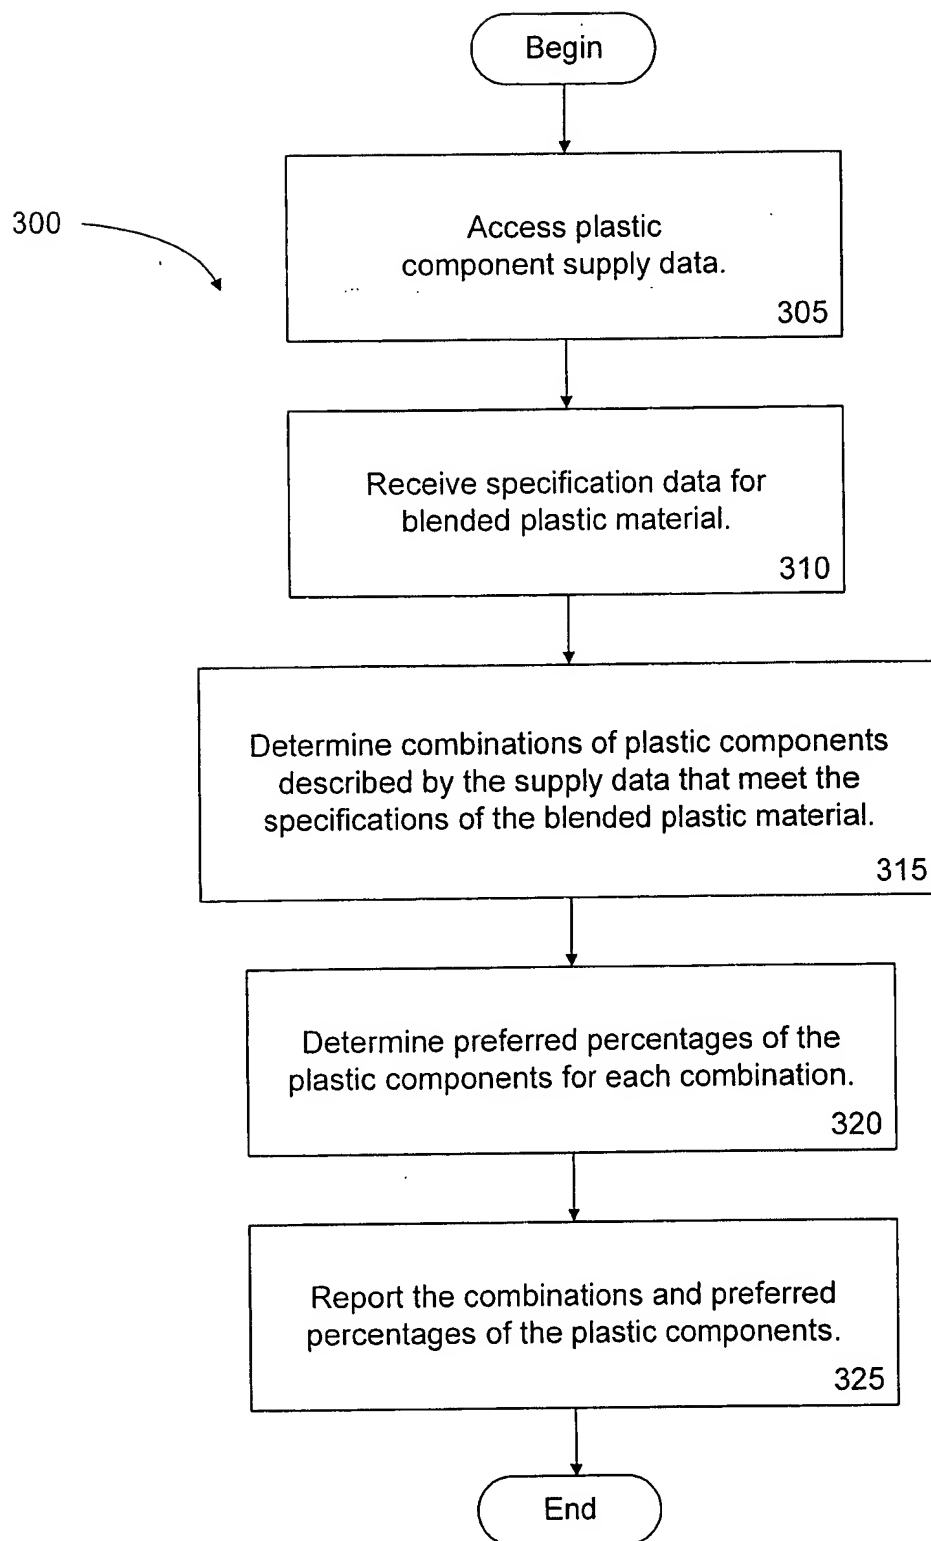 Begin
300
Access plastic
component supply data.
305
Receive specification data for
blended plastic material.
310
Determine combinations of plastic components
described by the supply data that meet the
specifications of the blended plastic material.
315
Determine preferred percentages of the
plastic components for each combination.
320
Report the combinations and preferred
percentages of the plastic components.
325
End